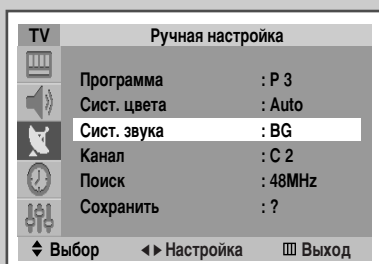 TV Ручная настройка
Программа : P 3
Сист. цвета : Auto
Сист. звука : BG
Канал : C 2
Поиск : 48MHz
Сохранить : ?
Выбор Настройка Выход